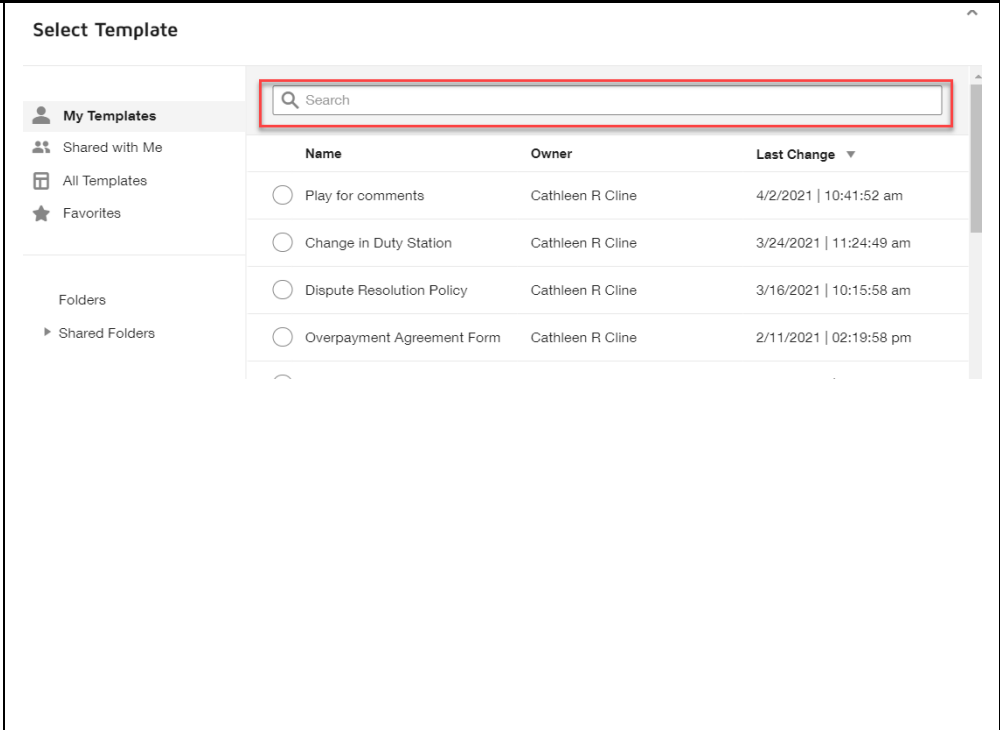 Select Template
Search
My Templates
Shared with Me
All Templates
Favorites
Folders
Shared Folders
Name Owner Last Change
Play for comments Cathleen R Cline 4/2/2021 | 10:41:52 am
Change in Duty Station Cathleen R Cline 3/24/2021 | 11:24:49 am
Dispute Resolution Policy Cathleen R Cline 3/16/2021 | 10:15:58 am
Overpayment Agreement Form Cathleen R Cline 2/11/2021 | 02:19:58 pm